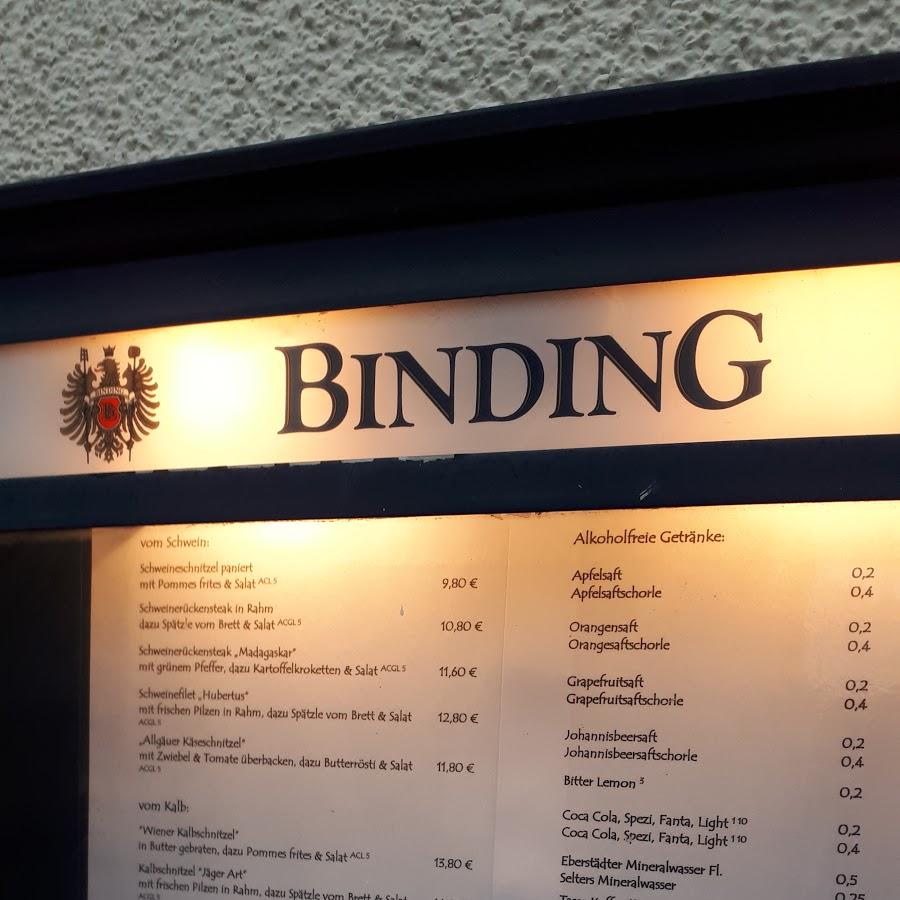 BINDING
BINDING
vom Schwein:
Schweineschnitzel paniert
mit Pommes frites & Salat ACL 5 9,80 €
Schweinerückensteak in Rahm
dazu Spätzle vom Brett & Salat ACGL 5 10,80 €
Schweinerückensteak „Madagaskar"
mit grünem Pfeffer, dazu Kartoffelkroketten & Salat ACGL 5 11,60 €
Schweinefilet „Hubertus"
mit frischen Pilzen in Rahm, dazu Spätzle vom Brett & Salat 12,80 €
ACGL 5
„Allgäuer Käseschnitzel"
mit Zwiebel & Tomate überbacken, dazu Butterrösti & Salat 11,80 €
ACGL 5
vom Kalb:
"Wiener Kalbschnitzel"
in Butter gebraten, dazu Pommes frites & Salat ACL 5 13,80 €
Kalbschnitzel "Jäger Art"
mit frischen Pilzen in Rahm, dazu Spätzle vom Brett & Salat
Alkoholfreie Getränke:
Apfelsaft 0,2
Apfelsaftschorle 0,4
Orangensaft 0,2
Orangesaftschorle 0,4
Grapefruitsaft 0,2
Grapefruitsaftschorle 0,4
Johannisbeersaft 0,2
Johannisbeersaftschorle 0,4
Bitter Lemon 3 0,2
Coca Cola, Spezi, Fanta, Light 1 10 0,2
Coca Cola, Spezi, Fanta, Light 1 10 0,4
Eberstädter Mineralwasser Fl. 0,5
Selters Mineralwasser 0,25